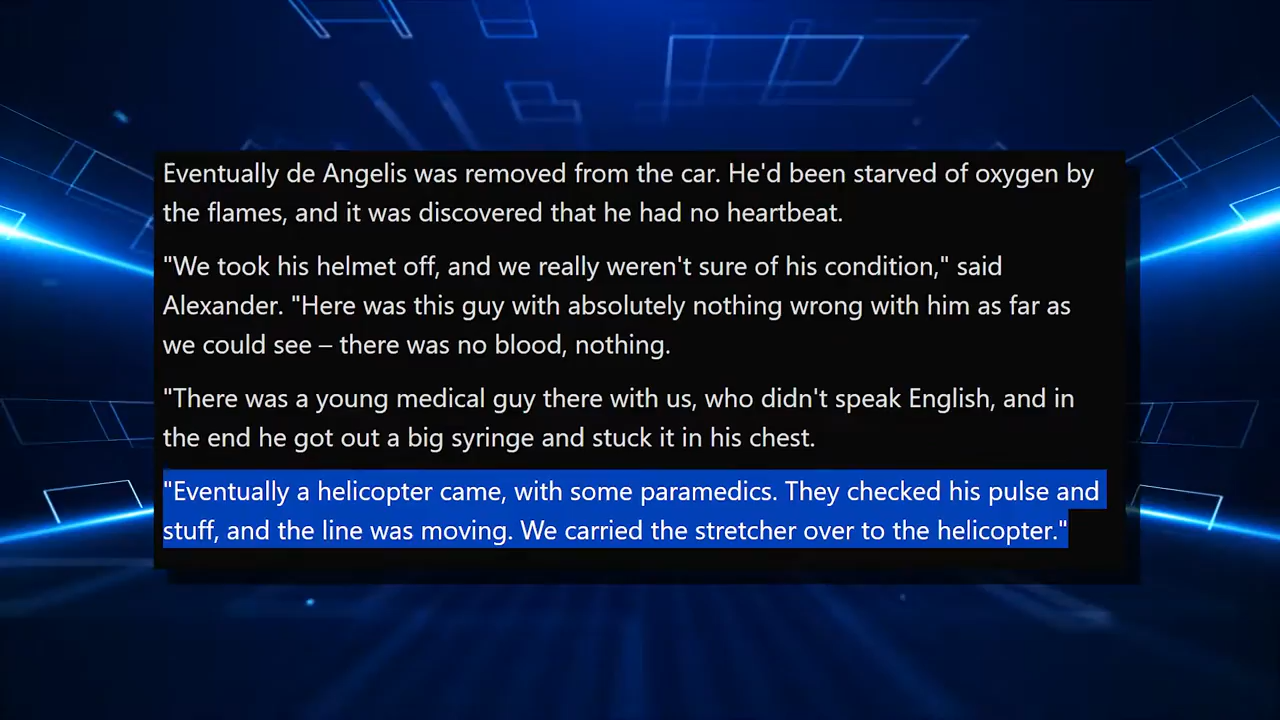 Eventually de Angelis was removed from the car. He'd been starved of oxygen by
the flames, and it was discovered that he had no heartbeat.
"We took his helmet off, and we really weren't sure of his condition," said
Alexander. "Here was this guy with absolutely nothing wrong with him as far as
we could see – there was no blood, nothing.
"There was a young medical guy there with us, who didn't speak English, and in
the end he got out a big syringe and stuck it in his chest.
"Eventually a helicopter came, with some paramedics. They checked his pulse and
stuff, and the line was moving. We carried the stretcher over to the helicopter."